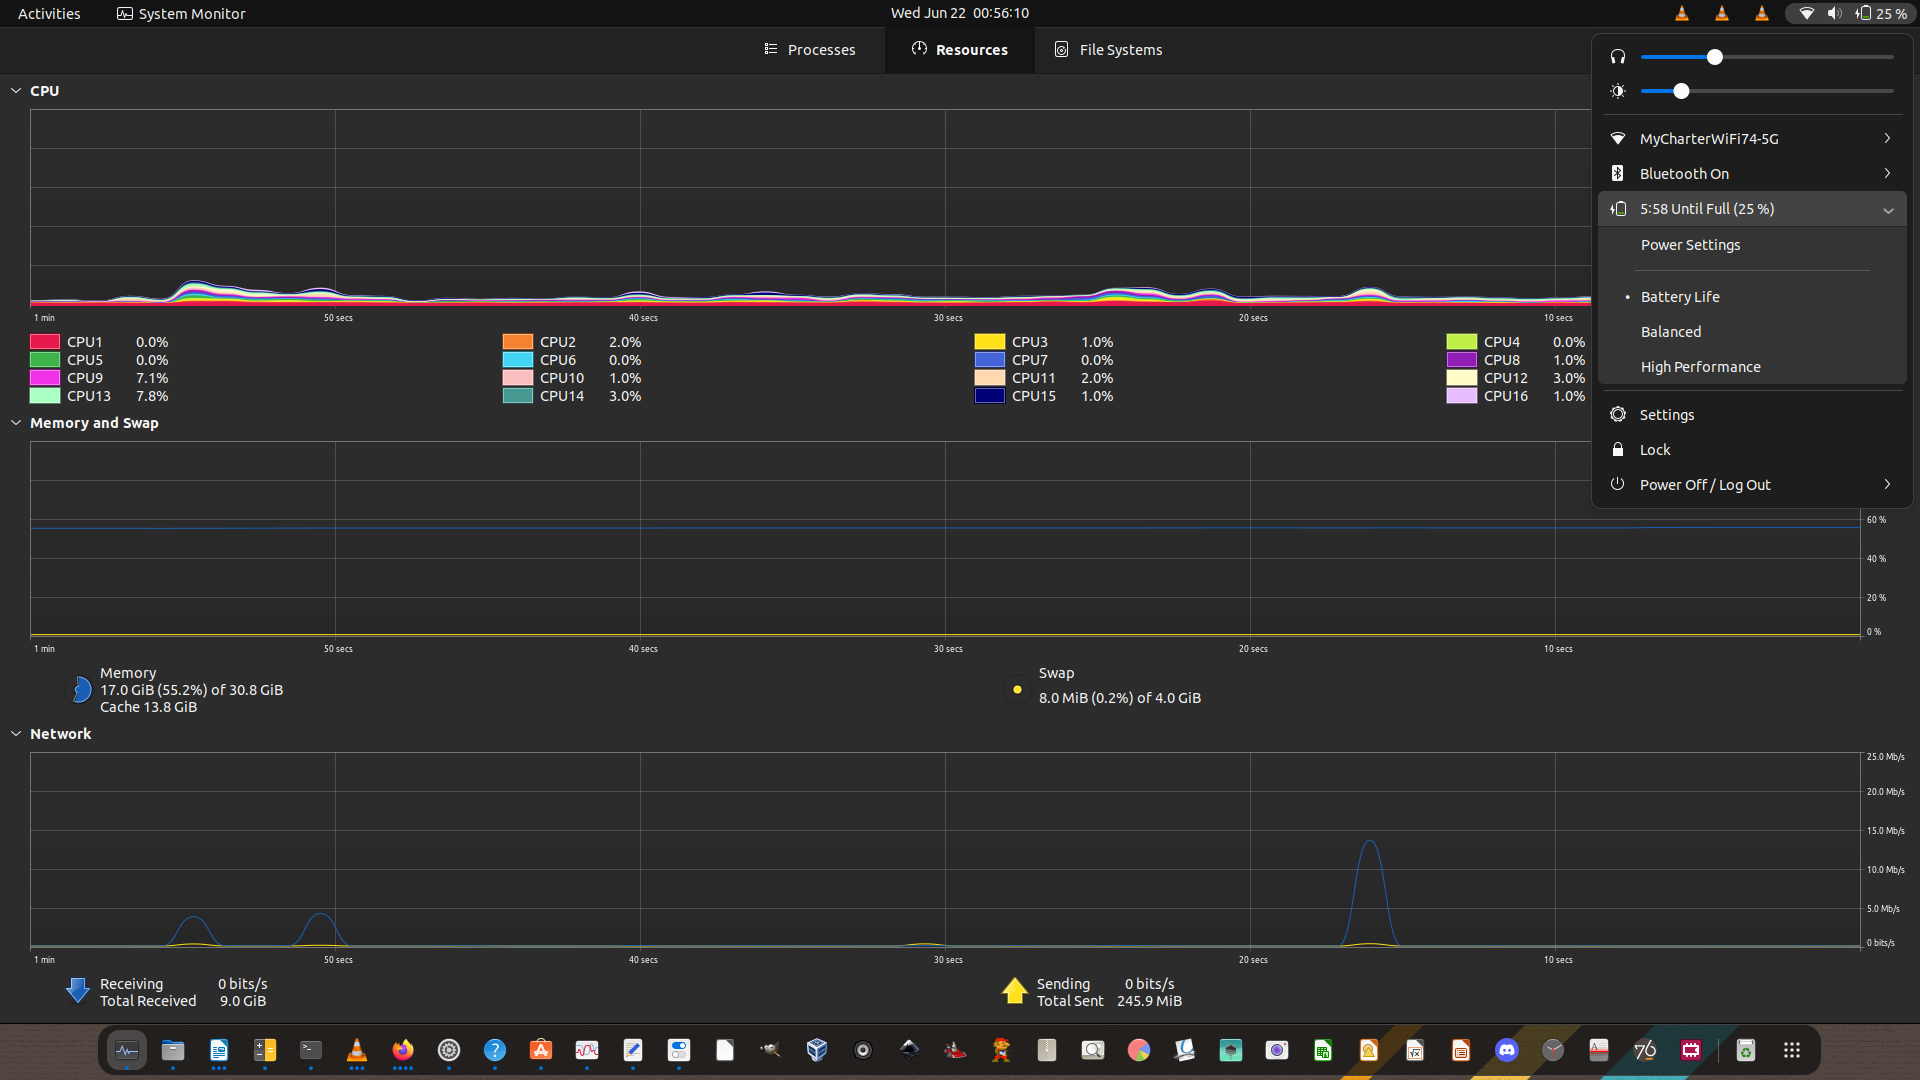 Activities
System Monitor
Wed Jun 22  00:56:10
25 %
Processes
Resources
File Systems
CPU
1 min
50 secs
40 secs
30 secs
20 secs
10 secs
CPU1 0.0%
CPU2 2.0%
CPU3 1.0%
CPU4 0.0%
CPU5 0.0%
CPU6 0.0%
CPU7 0.0%
CPU8 1.0%
CPU9 7.1%
CPU10 1.0%
CPU11 2.0%
CPU12 3.0%
CPU13 7.8%
CPU14 3.0%
CPU15 1.0%
CPU16 1.0%
MyCharterWiFi74-5G
Bluetooth On
5:58 Until Full (25 %)
Power Settings
• Battery Life
Balanced
High Performance
Settings
Lock
Power Off / Log Out
Memory and Swap
60 %
40 %
20 %
0 %
1 min
50 secs
40 secs
30 secs
20 secs
10 secs
Memory
17.0 GiB (55.2%) of 30.8 GiB
Cache 13.8 GiB
Swap
8.0 MiB (0.2%) of 4.0 GiB
Network
25.0 Mb/s
20.0 Mb/s
15.0 Mb/s
10.0 Mb/s
5.0 Mb/s
0 bits/s
1 min
50 secs
40 secs
30 secs
20 secs
10 secs
Receiving 0 bits/s
Total Received 9.0 GiB
Sending 0 bits/s
Total Sent 245.9 MiB
76